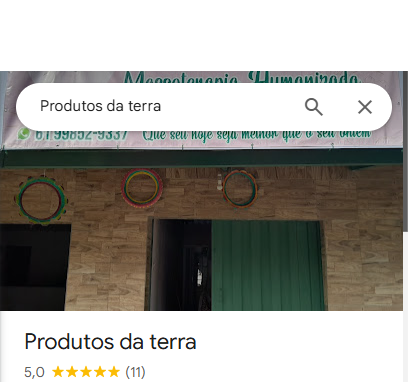 Massoterapia Humanizada
Produtos da terra
61 99852-9337 Que seu hoje seja melhor que o seu ontem
Produtos da terra
5,0 ★★★★★ (11)